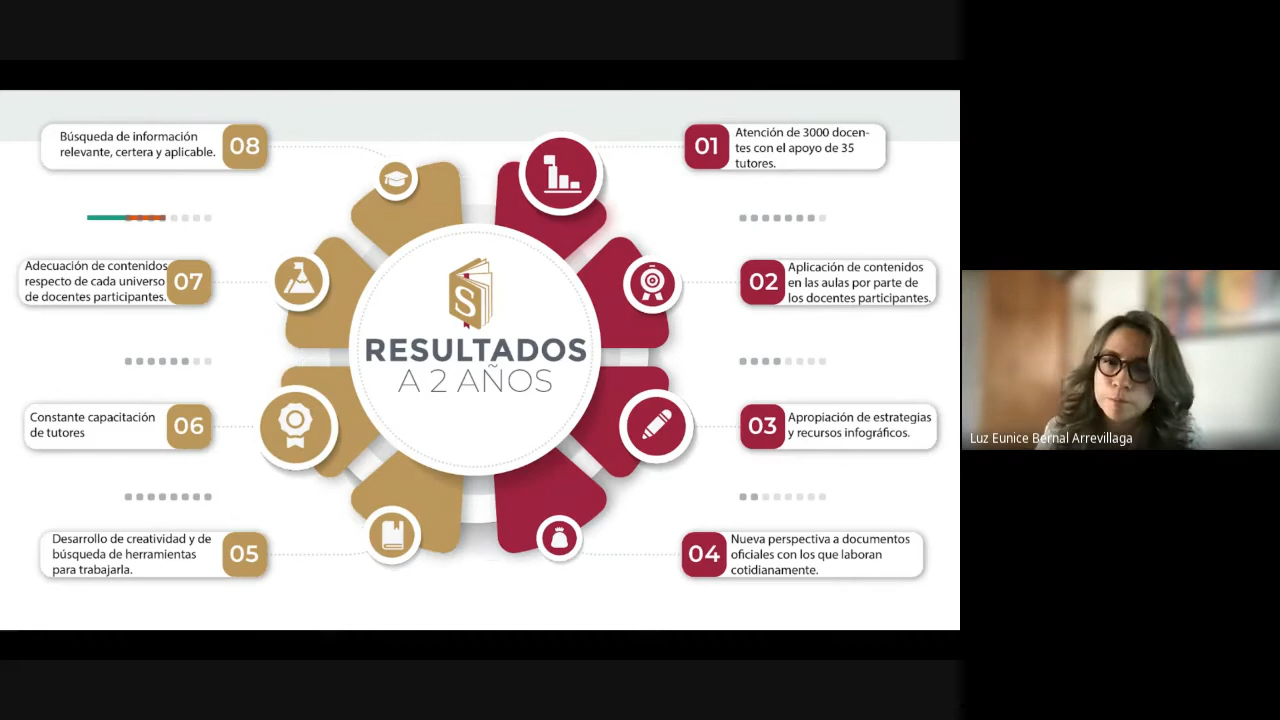 Búsqueda de información
relevante, certera y aplicable.
08
01
Atención de 3000 docen-
tes con el apoyo de 35
tutores.
Adecuación de contenidos
respecto de cada universo
de docentes participantes.
07
02
Aplicación de contenidos
en las aulas por parte de
los docentes participantes.
S
RESULTADOS
A 2 AÑOS
Constante capacitación
de tutores
06
03
Apropiación de estrategias
y recursos infográficos.
Desarrollo de creatividad y de
búsqueda de herramientas
para trabajarla.
05
04
Nueva perspectiva a documentos
oficiales con los que laboran
cotidianamente.
Luz Eunice Bernal Arrevillaga